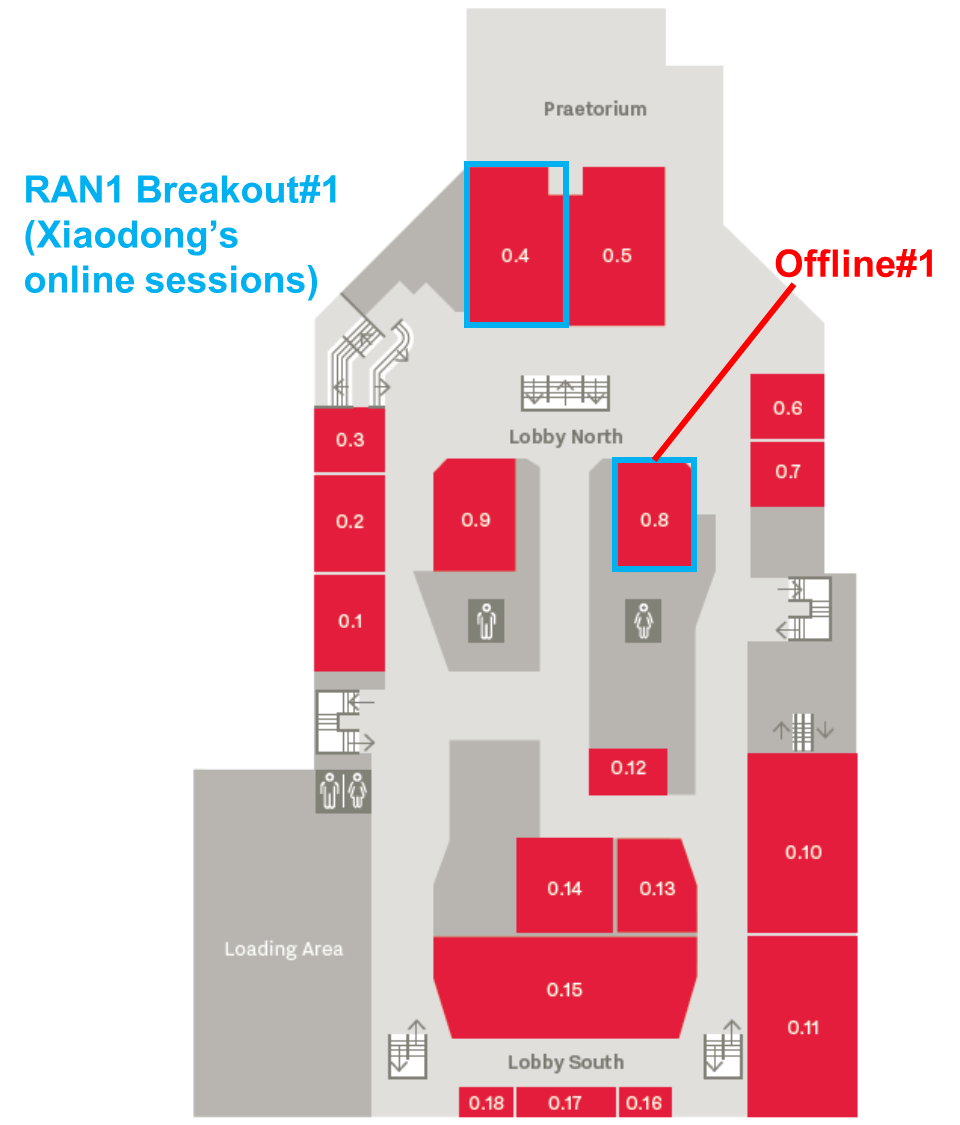 Praetorium
RAN1 Breakout#1
(Xiaodong’s
online sessions)
0.4
0.5
Offline#1
0.6
Lobby North
0.3
0.7
0.2
0.9
0.8
0.1
0.12
0.10
0.14
0.13
Loading Area
0.15
0.11
Lobby South
0.18
0.17
0.16